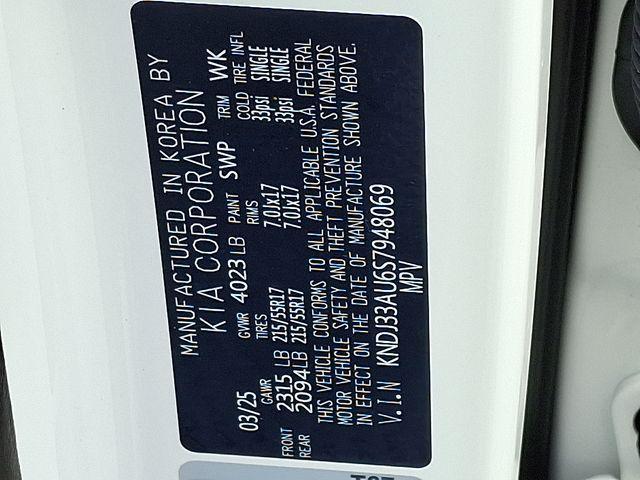 MANUFACTURED IN KOREA BY
KIA CORPORATION
03/25 GVWR 4023 LB PAINT SWP TRIM WK
GAWR TIRES RIMS COLD TIRE INFL
FRONT 2315 LB 215/55R17 7.0Jx17 33psi SINGLE
REAR 2094LB 215/55R17 7.0Jx17 33psi SINGLE
THIS VEHICLE CONFORMS TO ALL APPLICABLE U.S.A. FEDERAL
MOTOR VEHICLE SAFETY AND THEFT PREVENTION STANDARDS
IN EFFECT ON THE DATE OF MANUFACTURE SHOWN ABOVE.
V.I.N KNDJ33AU6S7948069
MPV